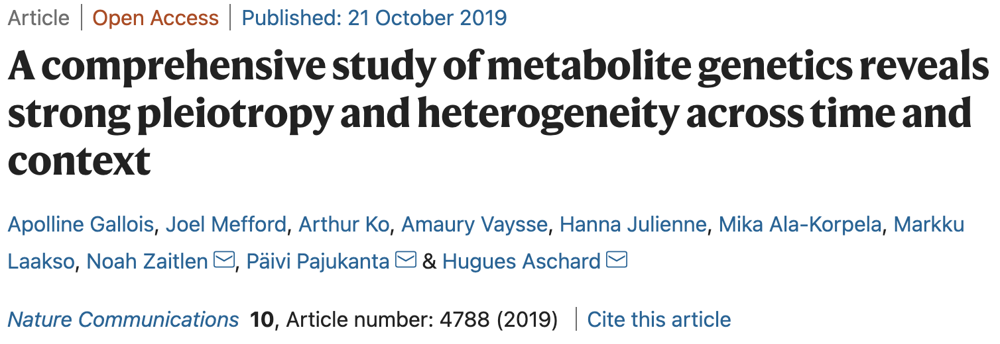 Article | Open Access | Published: 21 October 2019
A comprehensive study of metabolite genetics reveals
strong pleiotropy and heterogeneity across time and
context
Apolline Gallois, Joel Mefford, Arthur Ko, Amaury Vaysse, Hanna Julienne, Mika Ala-Korpela, Markku
Laakso, Noah Zaitlen, Päivi Pajukanta & Hugues Aschard
Nature Communications 10, Article number: 4788 (2019) | Cite this article